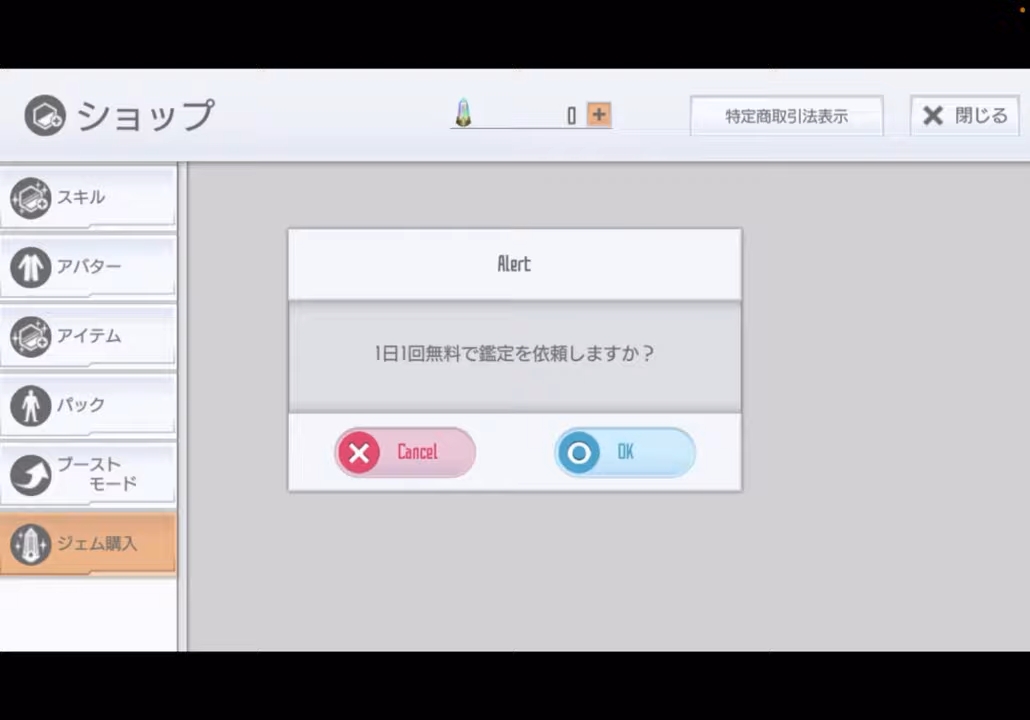 ショップ
0
特定商取引法表示
閉じる
スキル
アバター
アイテム
パック
ブースト
モード
ジェム購入
Alert
1日1回無料で鑑定を依頼しますか？
Cancel
OK